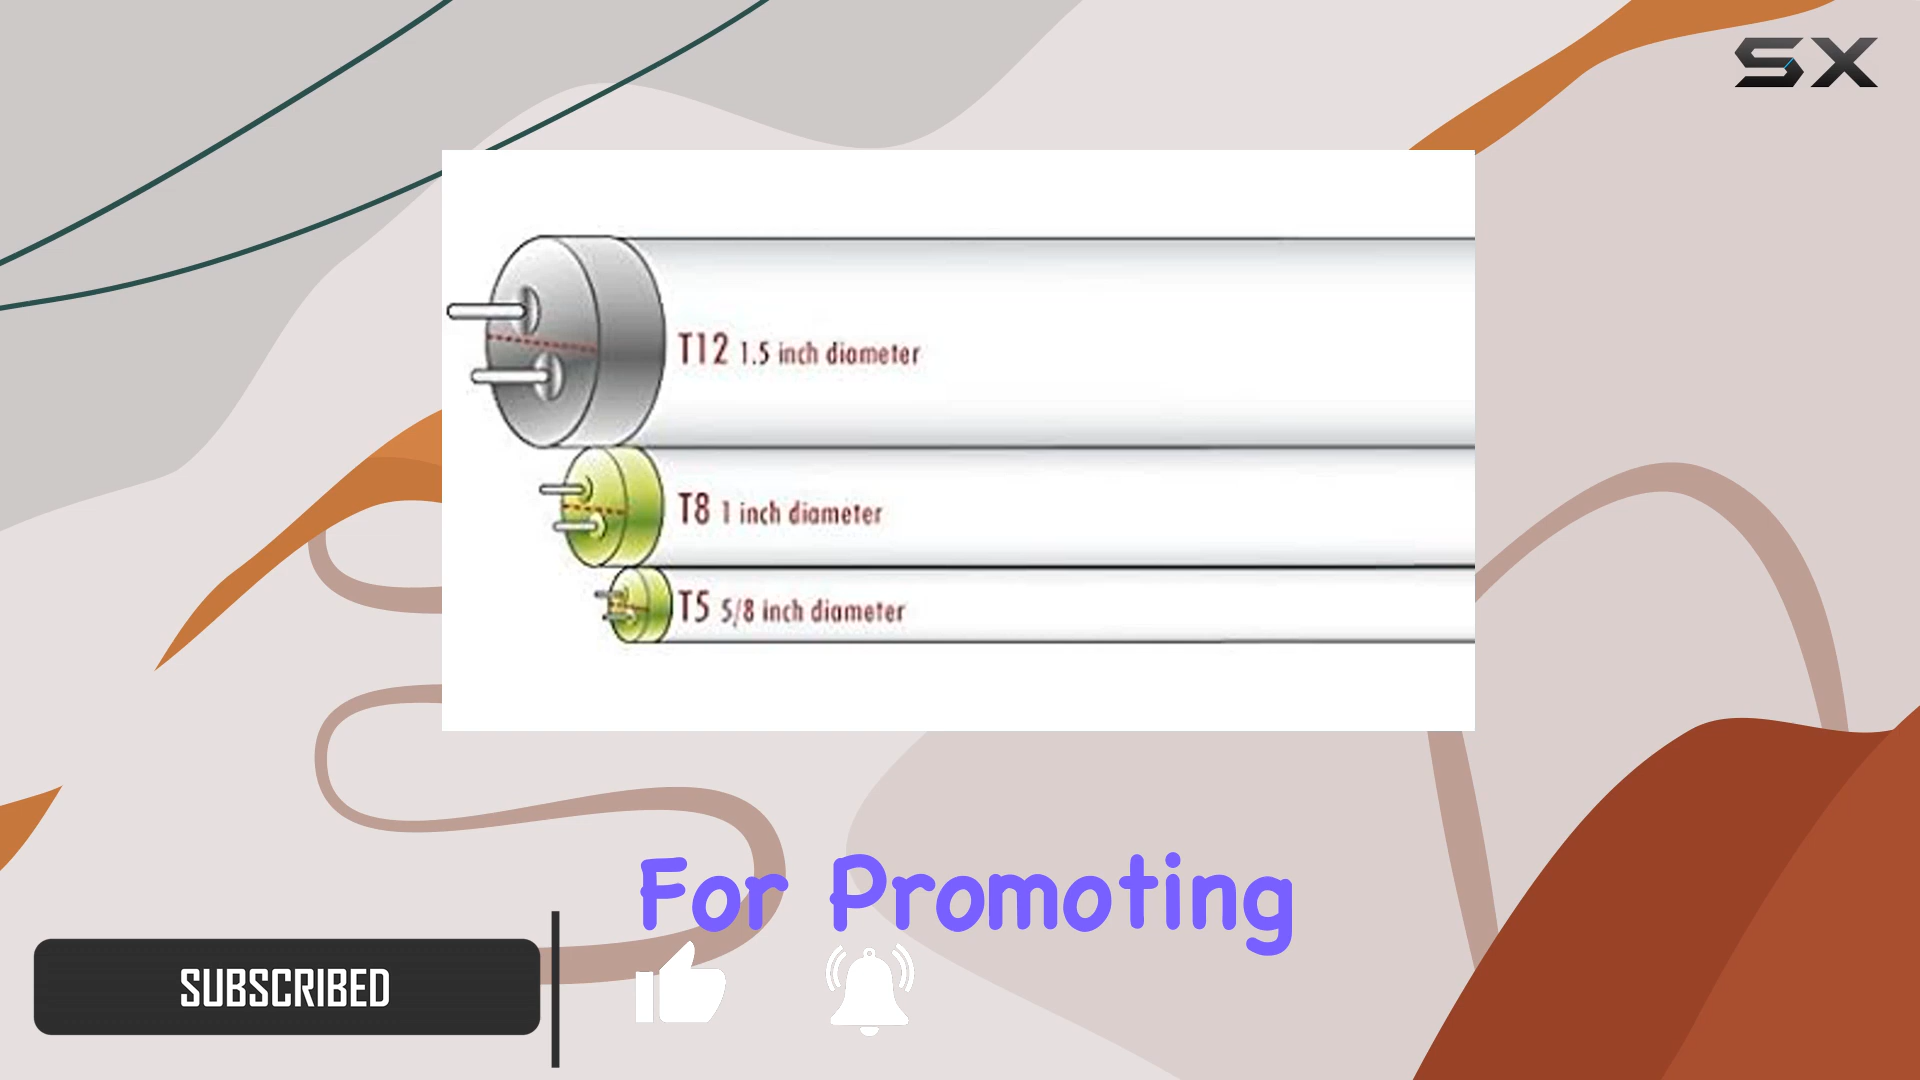 SX
T12 1.5 inch diameter
T8 1 inch diameter
T5 5/8 inch diameter
For Promoting
SUBSCRIBED